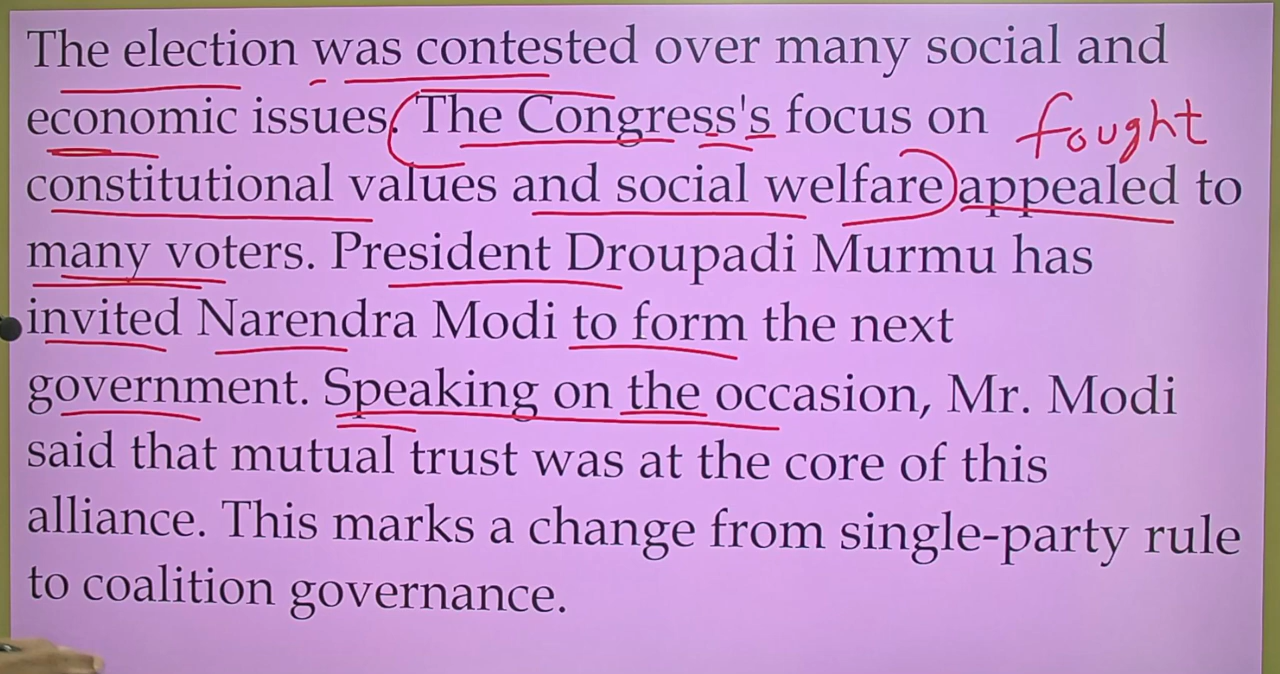 The election was contested over many social and
economic issues. The Congress's focus on fought
constitutional values and social welfare appealed to
many voters. President Droupadi Murmu has
invited Narendra Modi to form the next
government. Speaking on the occasion, Mr. Modi
said that mutual trust was at the core of this
alliance. This marks a change from single-party rule
to coalition governance.